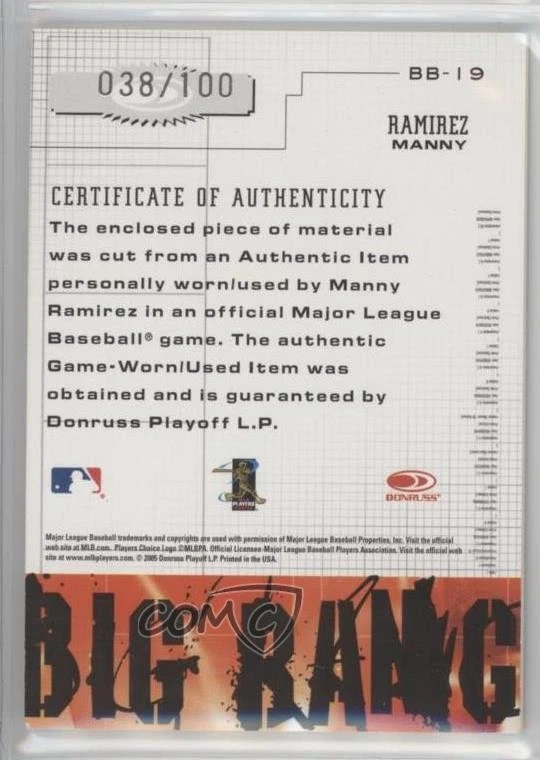 038/100
BB-19
RAMIREZ
MANNY
CERTIFICATE OF AUTHENTICITY
The enclosed piece of material
was cut from an Authentic Item
personally worn/used by Manny
Ramirez in an official Major League
Baseball® game. The authentic
Game-Worn/Used Item was
obtained and is guaranteed by
Donruss Playoff L.P.
PLAYERS
DONRUSS
Major League Baseball trademarks and copyrights are used with permission of Major League Baseball Properties, Inc. Visit the official
web site at MLB.com. Players Choice Logo ©MLBPA. Official Licensee-Major League Baseball Players Association. Visit the official web
site at www.mlbplayers.com. © 2005 Donruss Playoff L.P. Printed in the USA.
COMC
BIG BANG